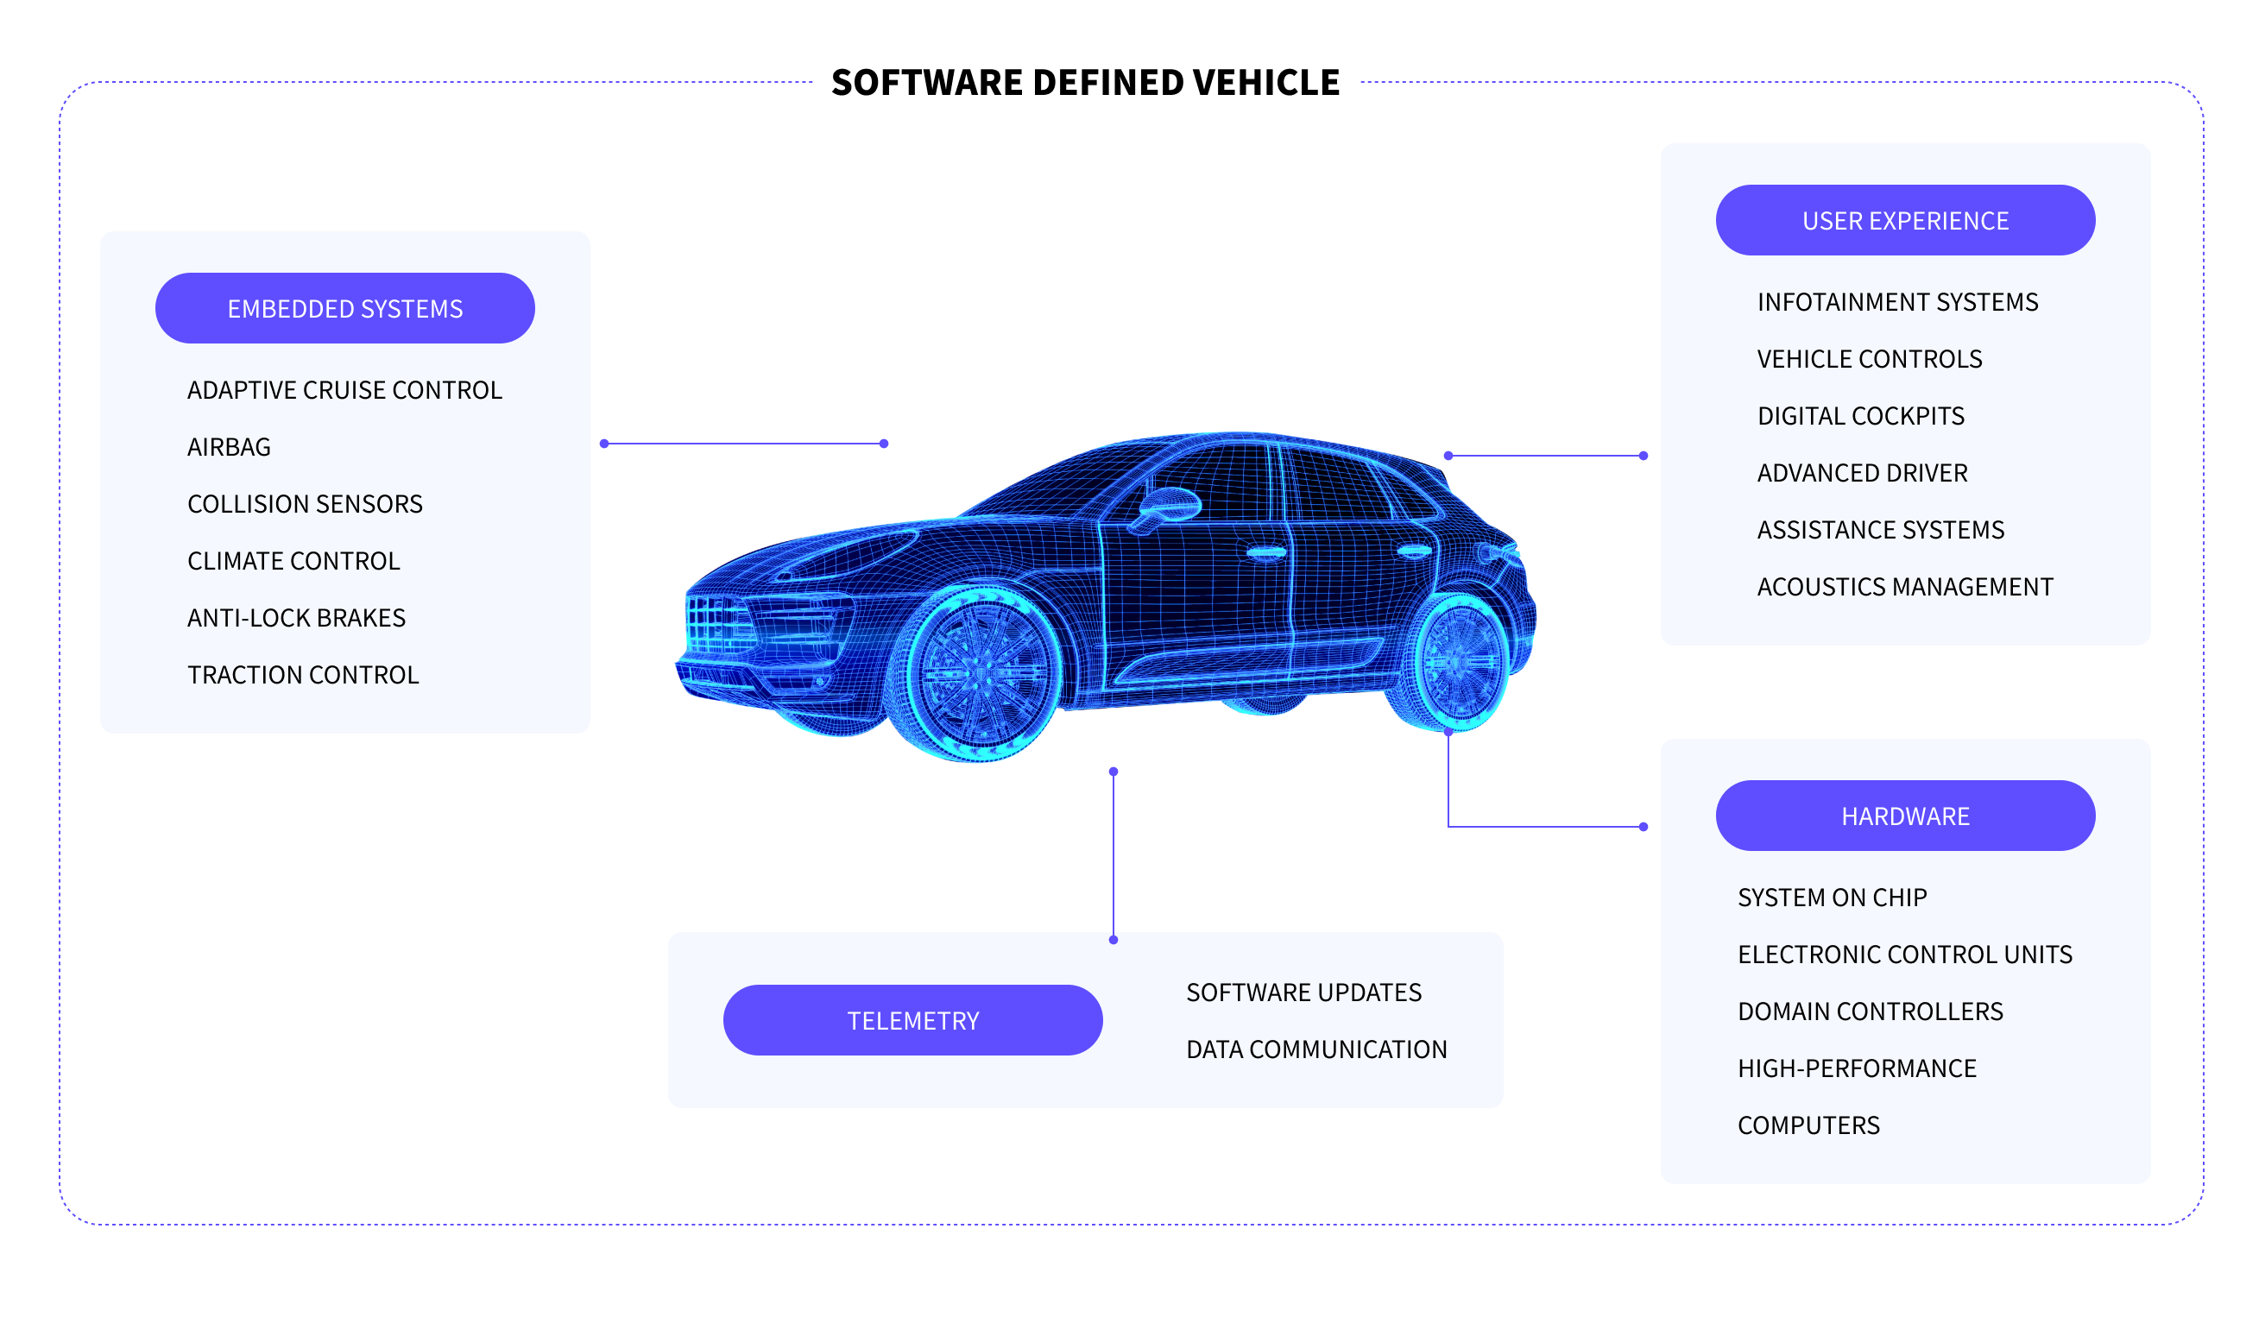 SOFTWARE DEFINED VEHICLE
EMBEDDED SYSTEMS
ADAPTIVE CRUISE CONTROL
AIRBAG
COLLISION SENSORS
CLIMATE CONTROL
ANTI-LOCK BRAKES
TRACTION CONTROL
USER EXPERIENCE
INFOTAINMENT SYSTEMS
VEHICLE CONTROLS
DIGITAL COCKPITS
ADVANCED DRIVER
ASSISTANCE SYSTEMS
ACOUSTICS MANAGEMENT
TELEMETRY
SOFTWARE UPDATES
DATA COMMUNICATION
HARDWARE
SYSTEM ON CHIP
ELECTRONIC CONTROL UNITS
DOMAIN CONTROLLERS
HIGH-PERFORMANCE
COMPUTERS